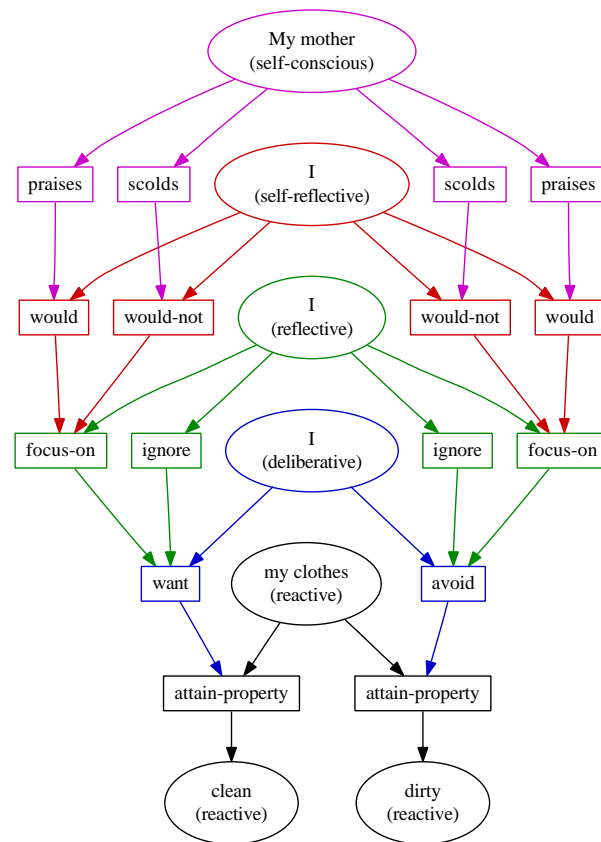 My mother
(self-conscious)
praises
scolds
I
(self-reflective)
scolds
praises
would
would-not
I
(reflective)
would-not
would
focus-on
ignore
I
(deliberative)
ignore
focus-on
want
my clothes
(reactive)
avoid
attain-property
attain-property
clean
(reactive)
dirty
(reactive)